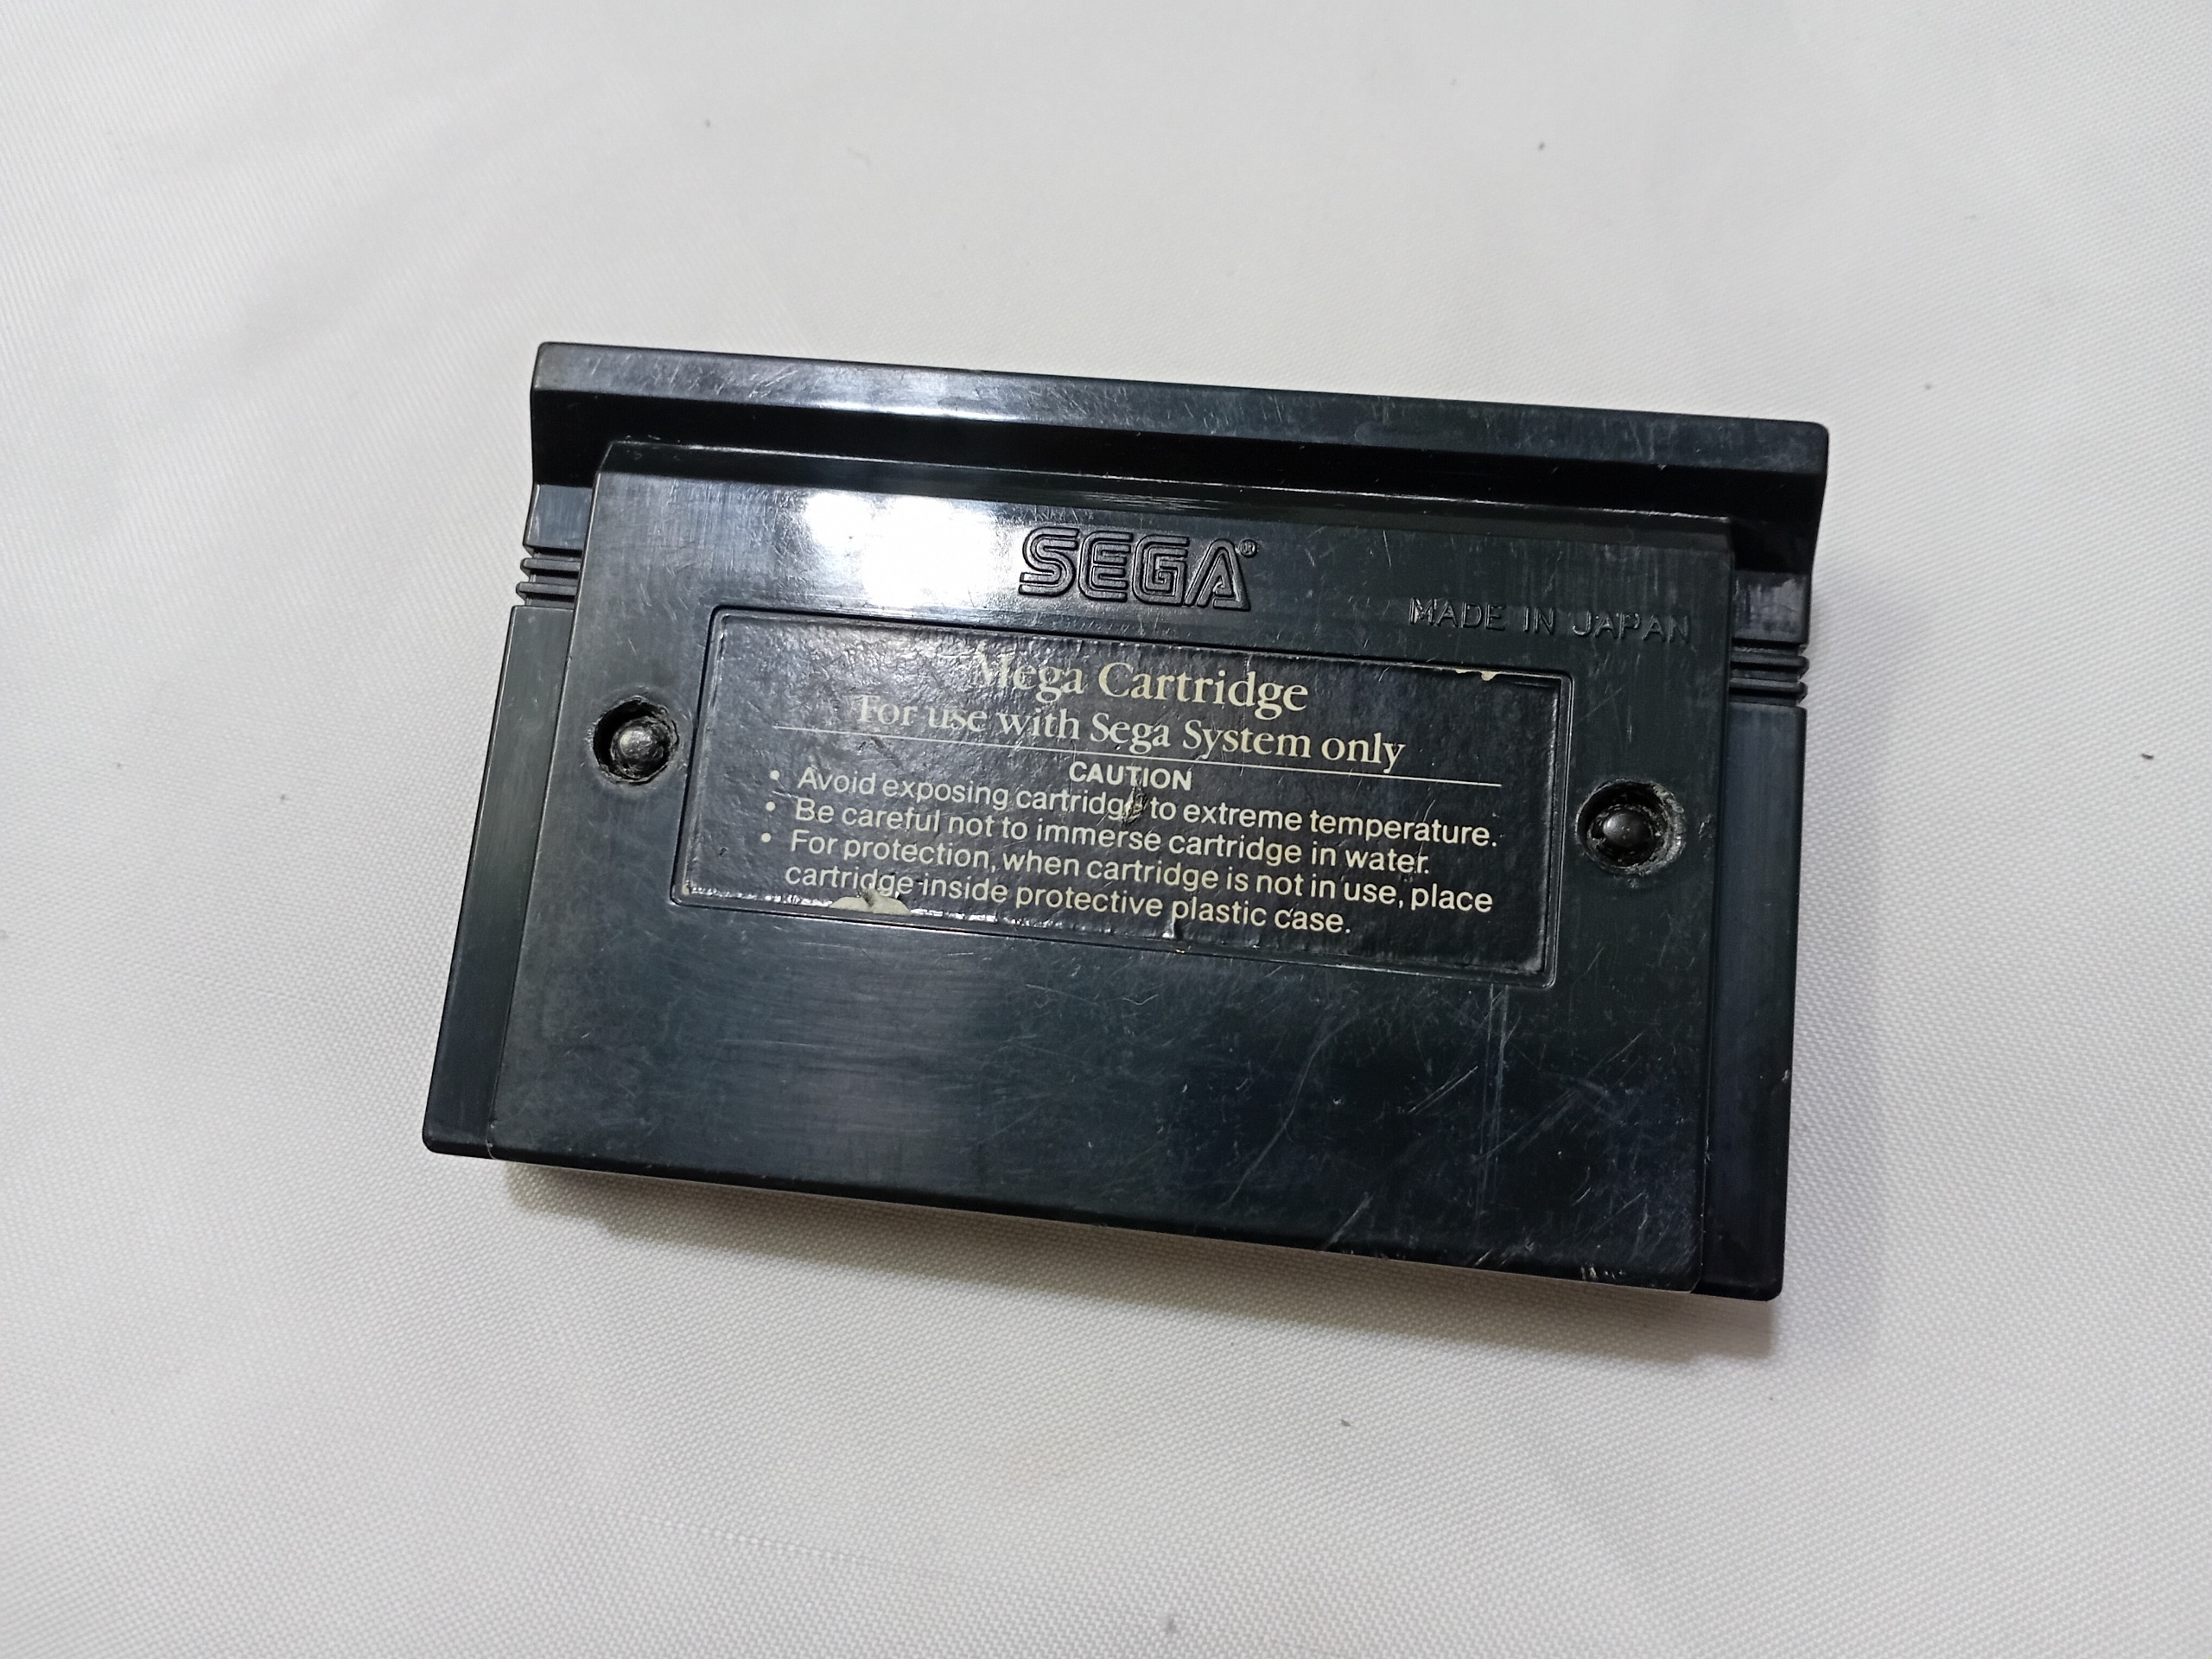 SEGA®
MADE IN JAPAN
Mega Cartridge
For use with Sega System only
CAUTION
• Avoid exposing cartridge to extreme temperature.
• Be careful not to immerse cartridge in water.
• For protection, when cartridge is not in use, place
cartridge inside protective plastic case.